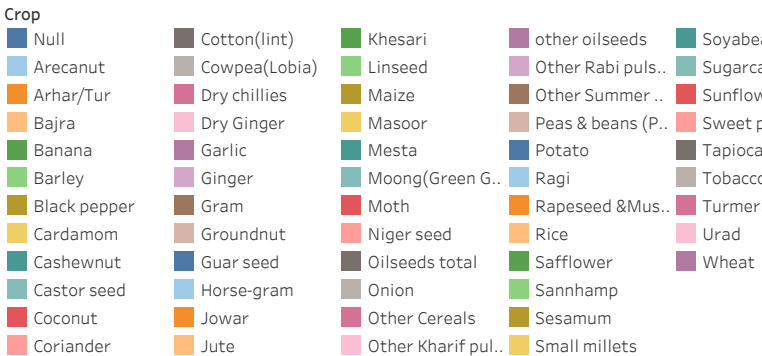 Crop
Null
Arecanut
Arhar/Tur
Bajra
Banana
Barley
Black pepper
Cardamom
Cashewnut
Castor seed
Coconut
Coriander
Cotton(lint)
Cowpea(Lobia)
Dry chillies
Dry Ginger
Garlic
Ginger
Gram
Groundnut
Guar seed
Horse-gram
Jowar
Jute
Khesari
Linseed
Maize
Masoor
Mesta
Moong(Green G..
Moth
Niger seed
Oilseeds total
Onion
Other Cereals
Other Kharif pul..
other oilseeds
Other Rabi puls..
Other Summer ..
Peas & beans (P..
Potato
Ragi
Rapeseed &Mus..
Rice
Safflower
Sannhamp
Sesamum
Small millets
Soyabea
Sugarca
Sunflow
Sweet p
Tapioca
Tobacco
Turmer
Urad
Wheat